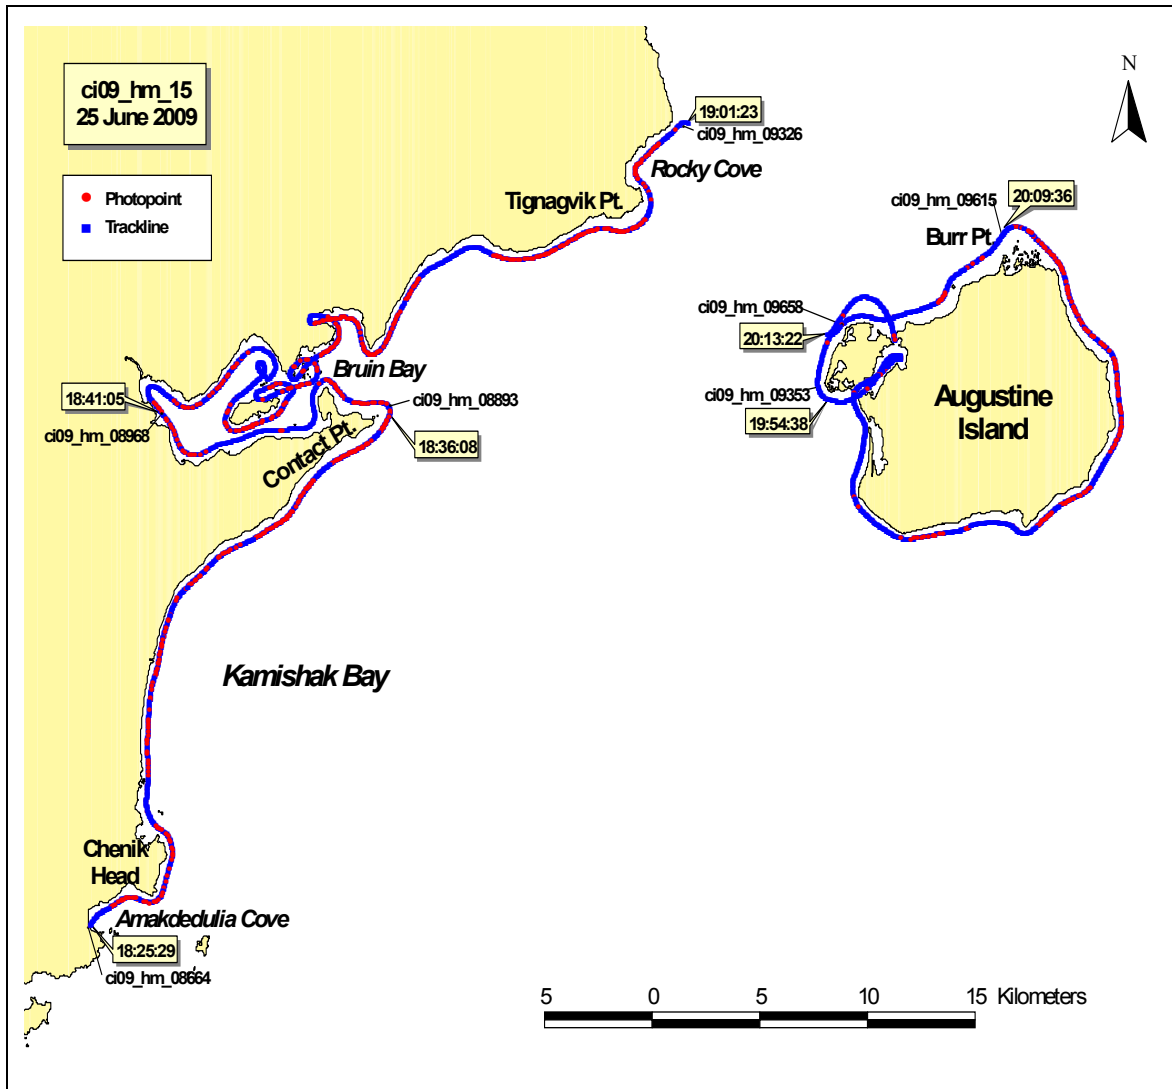 ci09_hm_15
25 June 2009
Photopoint
Trackline
N
19:01:23
ci09_hm_09326
Rocky Cove
Tignagvik Pt.
ci09_hm_09615
20:09:36
Burr Pt.
ci09_hm_09658
20:13:22
ci09_hm_09353
19:54:38
Augustine
Island
Bruin Bay
18:41:05
ci09_hm_08968
ci09_hm_08893
18:36:08
Contact Pt.
Kamishak Bay
Chenik
Head
Amakdedulia Cove
18:25:29
ci09_hm_08664
5 0 5 10 15 Kilometers